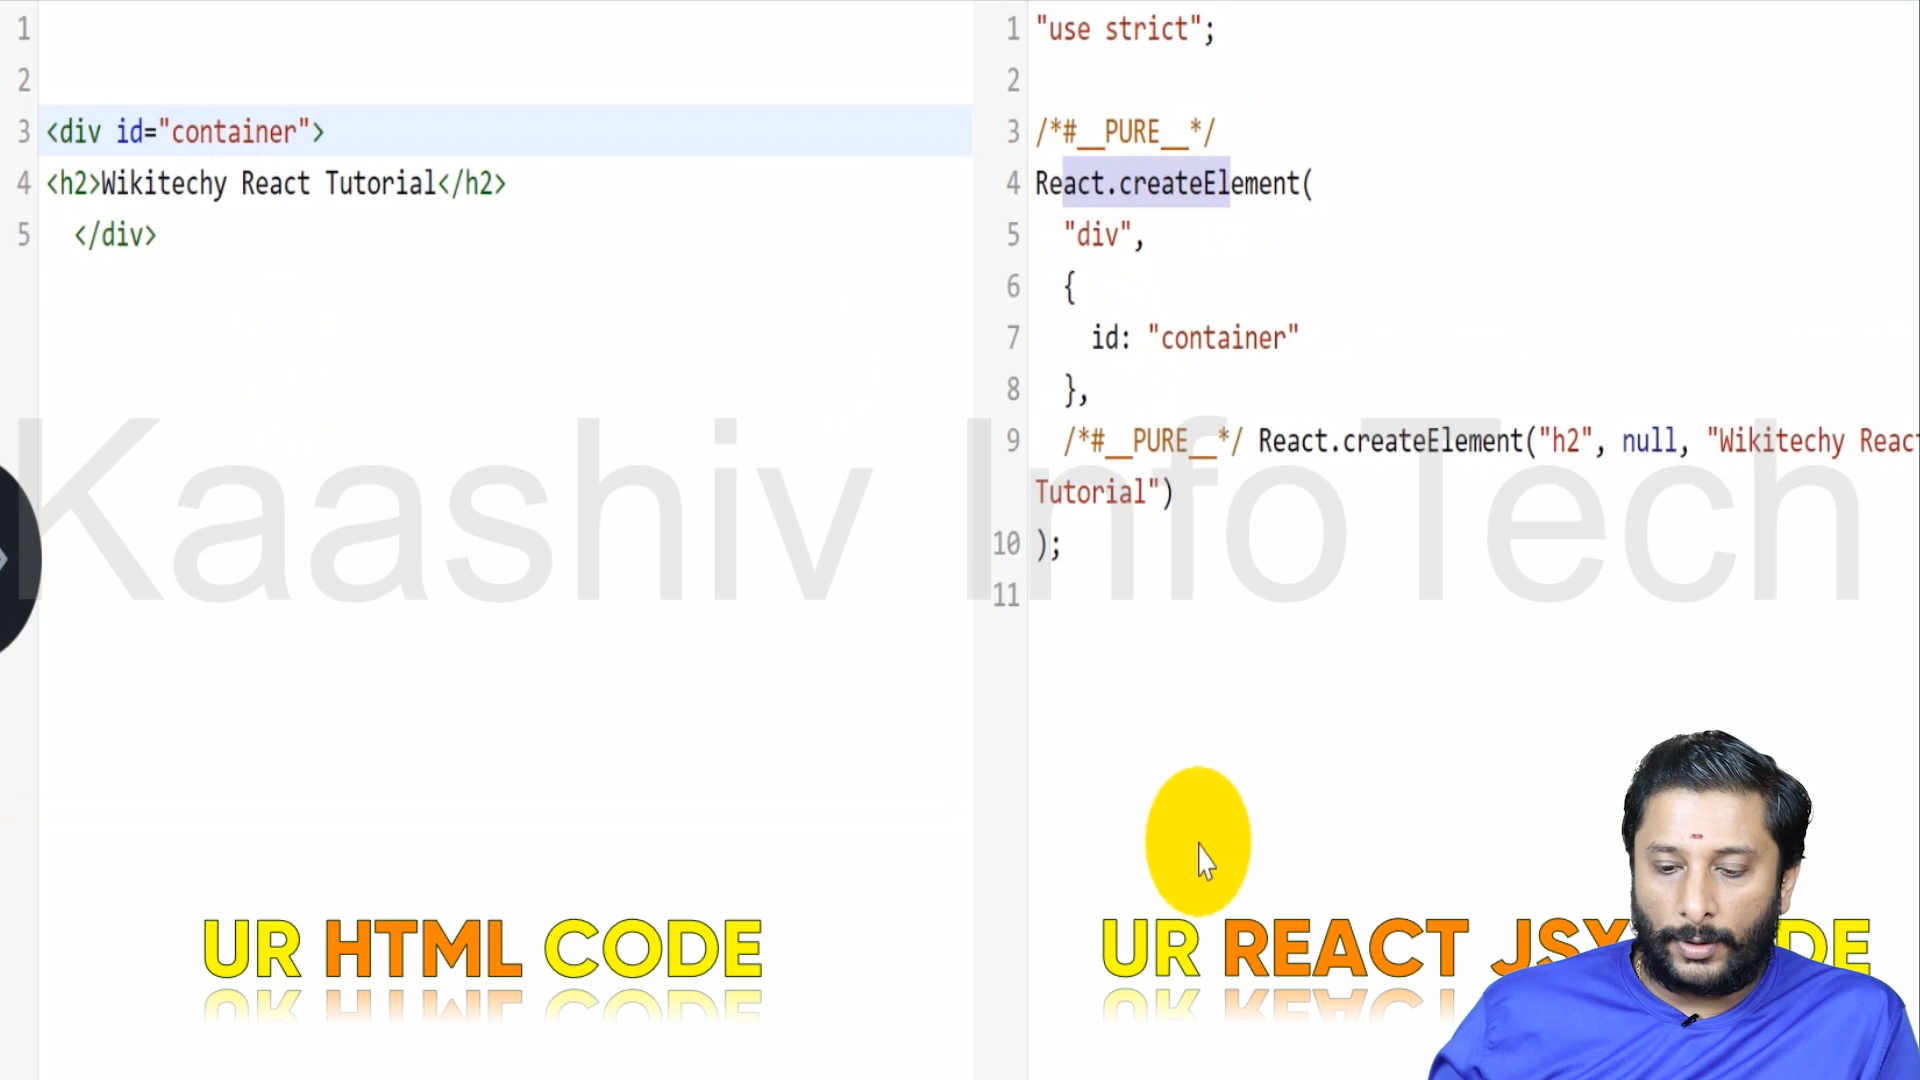 1
2
3 <div id="container">
4 <h2>Wikitechy React Tutorial</h2>
5 </div>
1 "use strict";
2
3 /*#__PURE__*/
4 React.createElement(
5 "div",
6 {
7 id: "container"
8 },
9 /*#__PURE__*/ React.createElement("h2", null, "Wikitechy React
Tutorial")
10 );
11
Kaashiv InfoTech
UR HTML CODE
UR REACT JSX